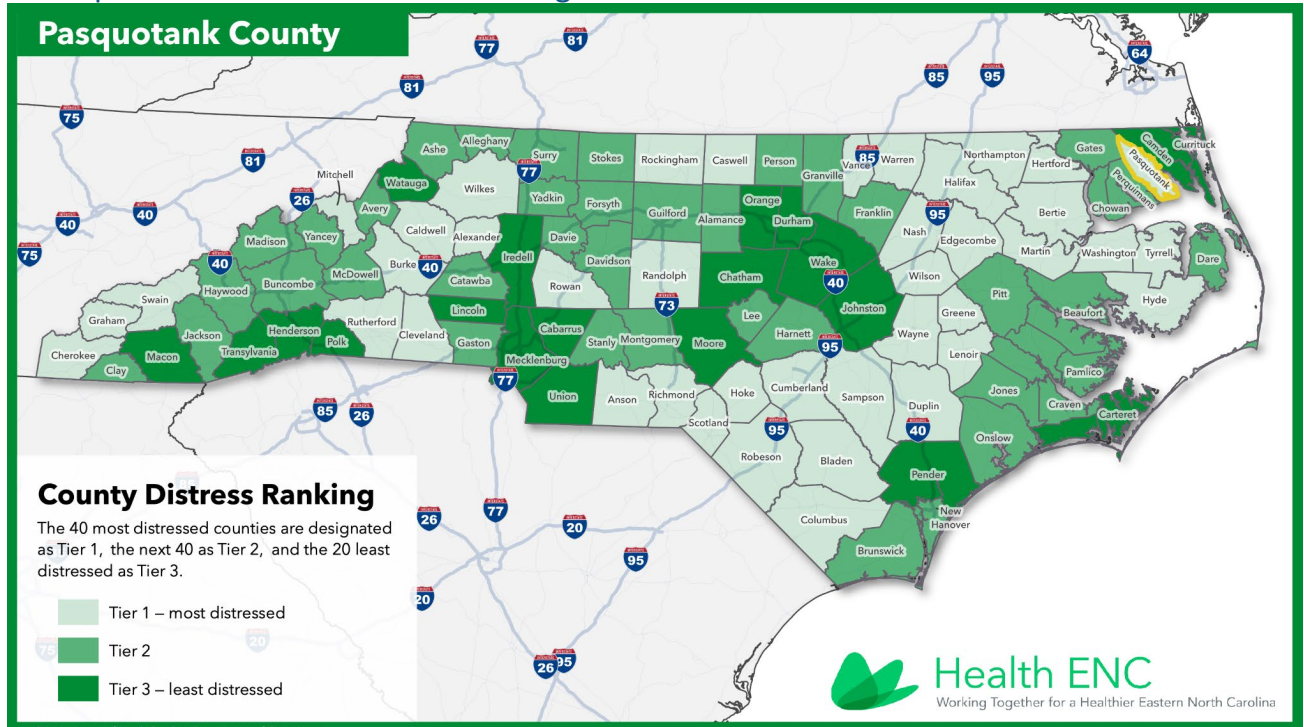 Pasquotank County
77
81
64
85
95
81
75
81
26
40
40
75
40
77
85
95
40
40
73
95
77
85
26
95
40
26
77
20
95
20
26
95
75
20
Mitchell
Ashe
Alleghany
Surry
Stokes
Rockingham
Caswell
Person
Granville
Vance
Warren
Northampton
Hertford
Gates
Camden
Currituck
Pasquotank
Perquimans
Chowan
Watauga
Wilkes
Yadkin
Forsyth
Guilford
Alamance
Orange
Durham
Franklin
Halifax
Bertie
Avery
Caldwell
Alexander
Iredell
Davie
Davidson
Randolph
Chatham
Wake
Nash
Edgecombe
Martin
Washington
Tyrrell
Dare
Madison
Yancey
McDowell
Burke
Catawba
Rowan
Johnston
Wilson
Pitt
Beaufort
Hyde
Swain
Haywood
Buncombe
Rutherford
Cleveland
Lincoln
Gaston
Cabarrus
Mecklenburg
Stanly
Montgomery
Moore
Lee
Harnett
Wayne
Greene
Lenoir
Graham
Jackson
Henderson
Transylvania
Polk
Cherokee
Macon
Clay
Union
Anson
Richmond
Hoke
Scotland
Cumberland
Sampson
Duplin
Jones
Craven
Pamlico
Carteret
Onslow
Robeson
Bladen
Pender
Columbus
Brunswick
New
Hanover
County Distress Ranking
The 40 most distressed counties are designated
as Tier 1, the next 40 as Tier 2, and the 20 least
distressed as Tier 3.
Tier 1 – most distressed
Tier 2
Tier 3 – least distressed
Health ENC
Working Together for a Healthier Eastern North Carolina